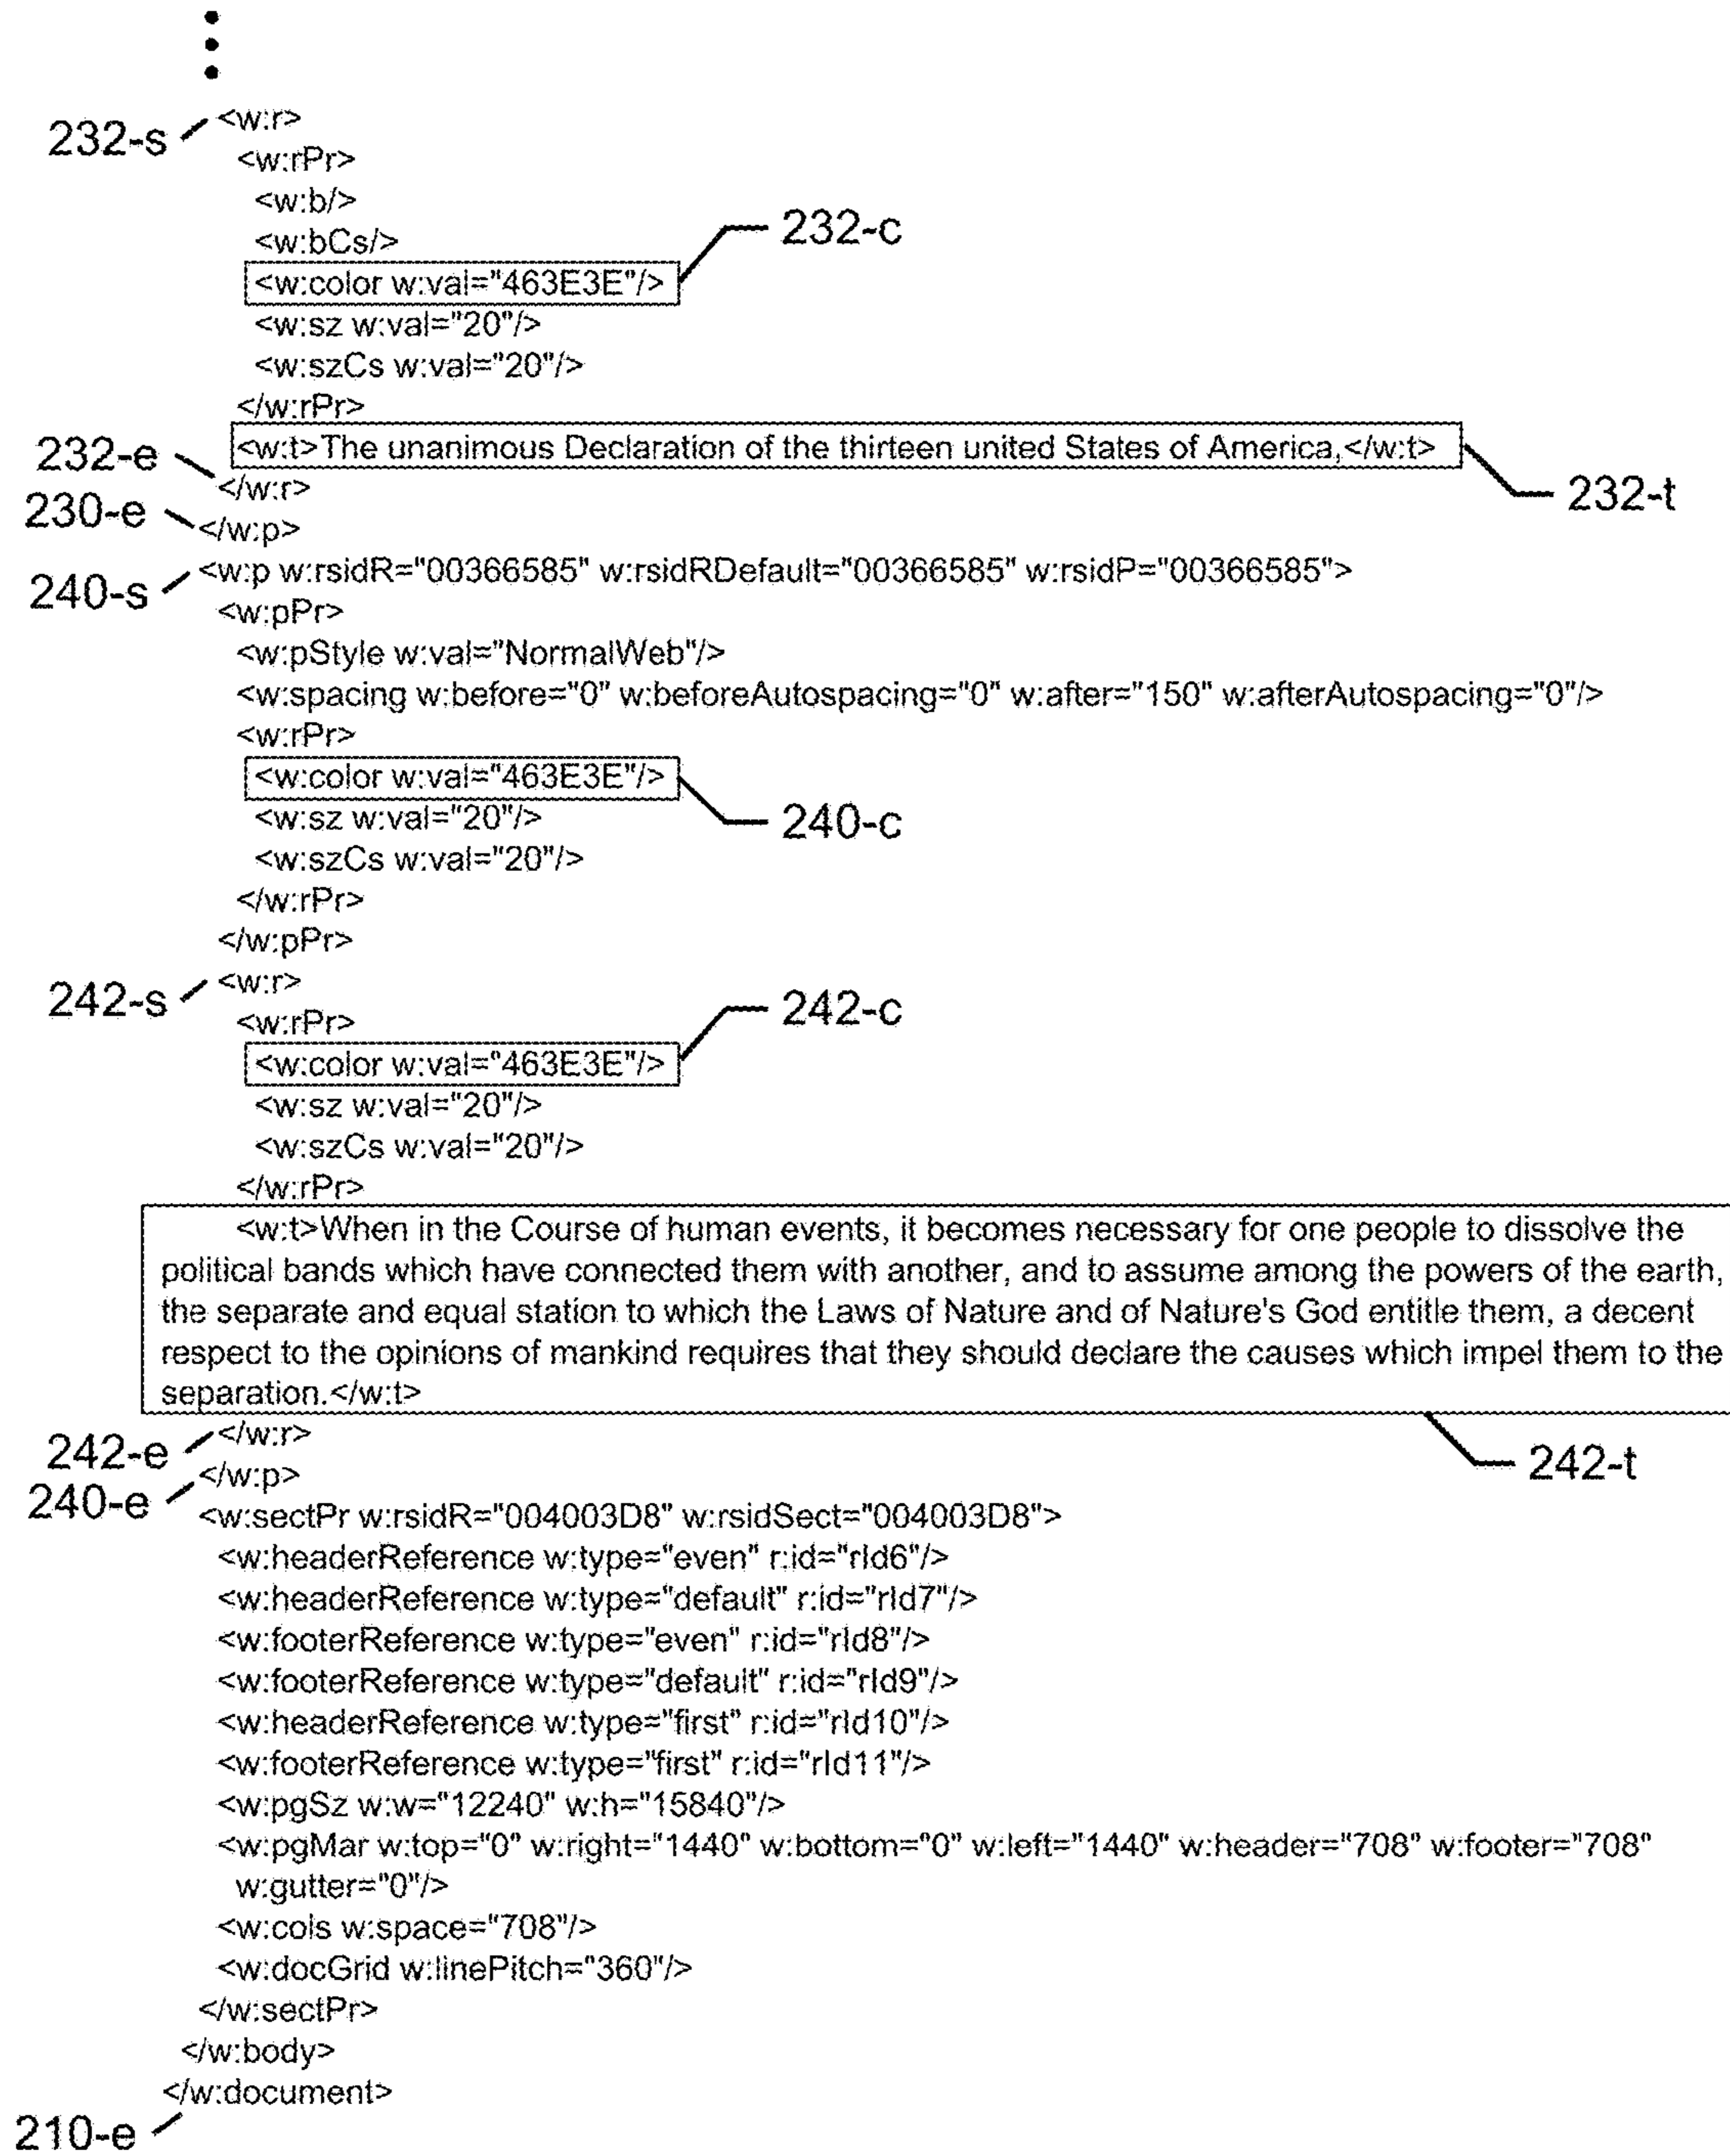 232-s <w:r>
<w:rPr>
<w:b/>
<w:bCs/>
232-c
<w:color w:val="463E3E"/>
<w:sz w:val="20"/>
<w:szCs w:val="20"/>
</w:rPr>
<w:t>The unanimous Declaration of the thirteen united States of America,</w:t>
232-e </w:r>
232-t
230-e </w:p>
240-s <w:p w:rsidR="00366585" w:rsidRDefault="00366585" w:rsidP="00366585">
<w:pPr>
<w:pStyle w:val="NormalWeb"/>
<w:spacing w:before="0" w:beforeAutospacing="0" w:after="150" w:afterAutospacing="0"/>
<w:rPr>
<w:color w:val="463E3E"/>
240-c
<w:sz w:val="20"/>
<w:szCs w:val="20"/>
</w:rPr>
</w:pPr>
242-s <w:r>
242-c
<w:rPr>
<w:color w:val="463E3E"/>
<w:sz w:val="20"/>
<w:szCs w:val="20"/>
</w:rPr>
<w:t>When in the Course of human events, it becomes necessary for one people to dissolve the
political bands which have connected them with another, and to assume among the powers of the earth,
the separate and equal station to which the Laws of Nature and of Nature's God entitle them, a decent
respect to the opinions of mankind requires that they should declare the causes which impel them to the
separation.</w:t>
242-e </w:r>
242-t
240-e </w:p>
<w:sectPr w:rsidR="004003D8" w:rsidSect="004003D8">
<w:headerReference w:type="even" r:id="rId6"/>
<w:headerReference w:type="default" r:id="rId7"/>
<w:footerReference w:type="even" r:id="rId8"/>
<w:footerReference w:type="default" r:id="rId9"/>
<w:headerReference w:type="first" r:id="rId10"/>
<w:footerReference w:type="first" r:id="rId11"/>
<w:pgSz w:w="12240" w:h="15840"/>
<w:pgMar w:top="0" w:right="1440" w:bottom="0" w:left="1440" w:header="708" w:footer="708"
w:gutter="0"/>
<w:cols w:space="708"/>
<w:docGrid w:linePitch="360"/>
</w:sectPr>
</w:body>
</w:document>
210-e